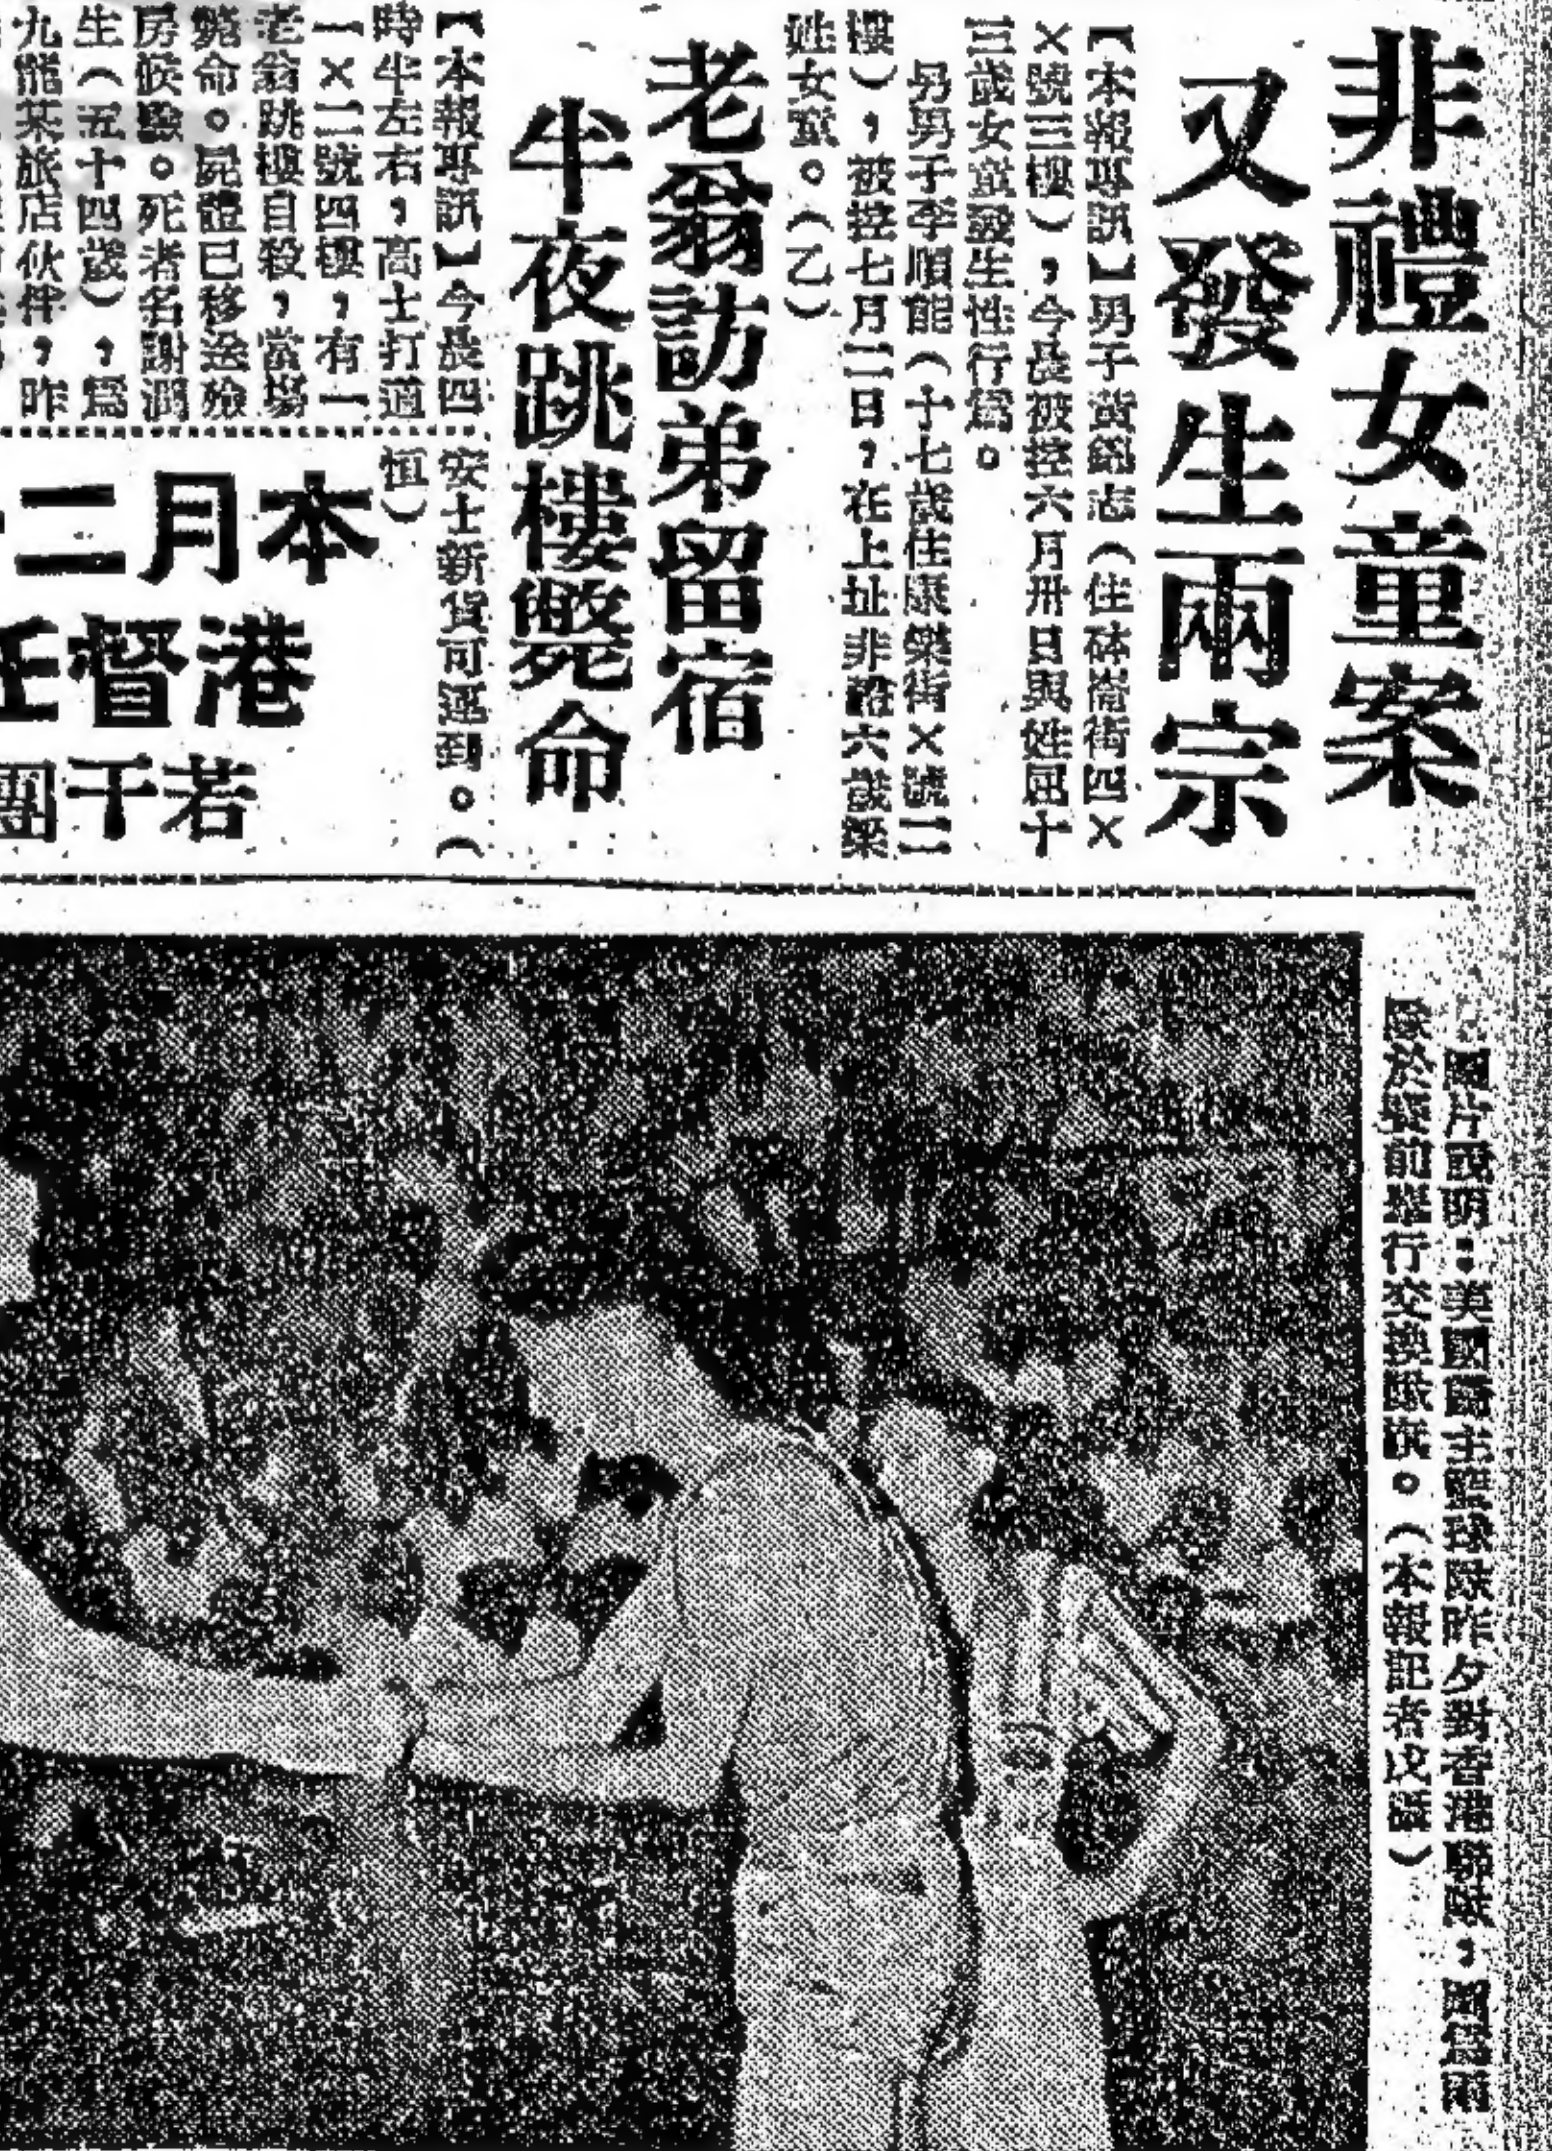 非禮女童案
又發生兩宗
【本報專訊】男子黃錦志（住砵崙街四×
×號三樓），今晨被控六月卅日與姓屈十
三歲女童發生性行爲。
另男子李順能（十七歲住康樂街×號二
樓），被控七月二日，在上址非禮六歲梁
姓女童。（乙）
老翁訪弟留宿
半夜跳樓斃命
【本報專訊】今晨四
時半左右，高士打道
一×二號四樓，有一
老翁跳樓自殺，當場
斃命。屍體已移送殮
房候驗。死者名謝潤
生（五十四歲），爲
九龍某旅店伙伴，昨
安士新貨可運到。（
恒）
本月二
港督任
若干團
圖片說明：英國爵士籃球隊昨夕對香港聯隊，圖爲兩
隊於賽前舉行交換隊旗。（本報記者戊攝）